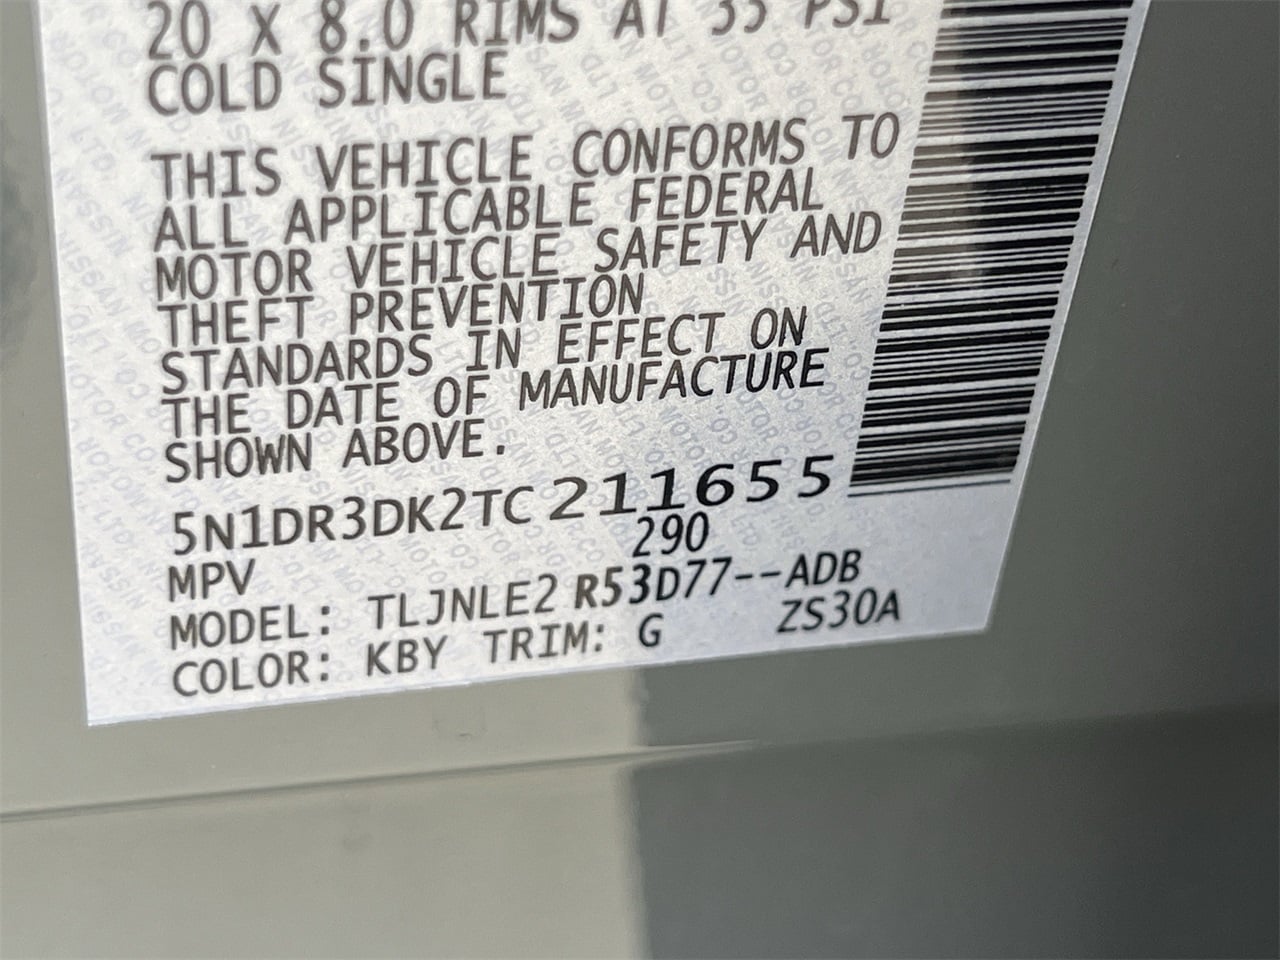 20 X 8.0 RIMS AT 35 PSI
COLD SINGLE
THIS VEHICLE CONFORMS TO
ALL APPLICABLE FEDERAL
MOTOR VEHICLE SAFETY AND
THEFT PREVENTION
STANDARDS IN EFFECT ON
THE DATE OF MANUFACTURE
SHOWN ABOVE.
5N1DR3DK2TC211655
MPV 290
MODEL: TLJNLE2 R53D77--ADB
COLOR: KBY TRIM: G ZS30A